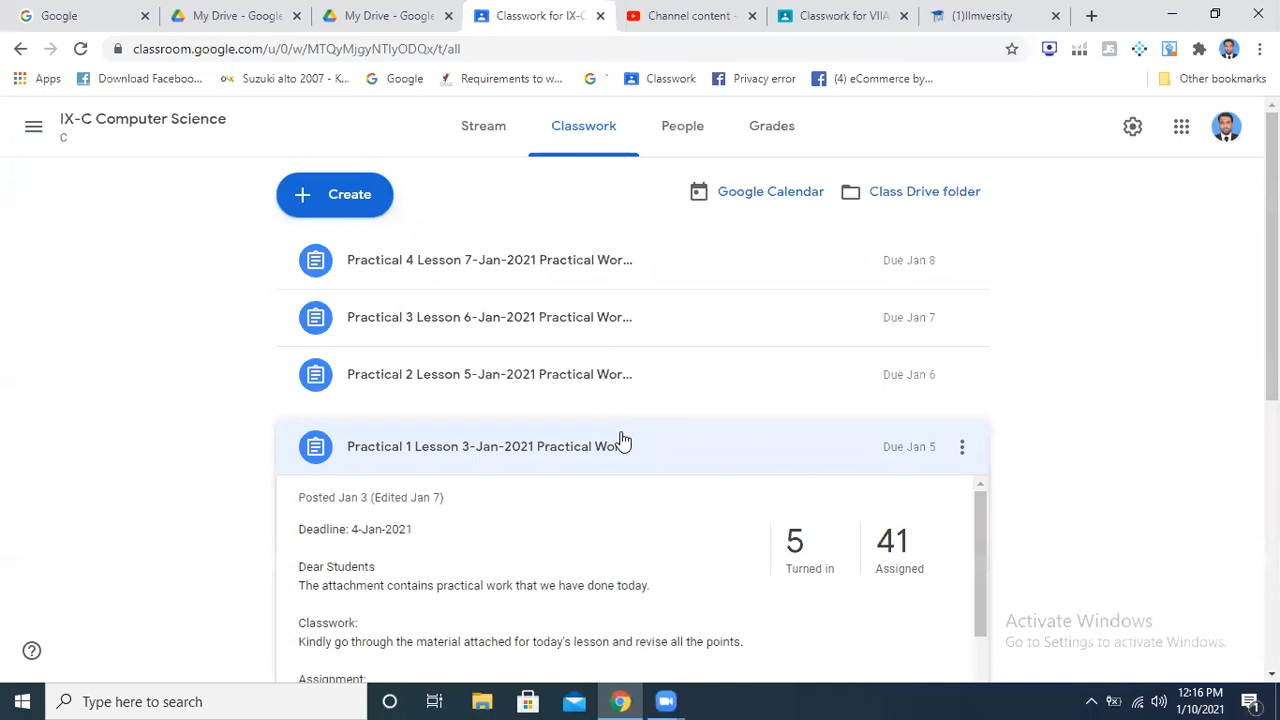 Google
My Drive - Google
My Drive - Google
Classwork for IX-C
Channel content -
Classwork for VIIA
(1)IImversity
classroom.google.com/u/0/w/MTQyMjgyNTIyODQx/t/all
Apps
Download Faceboo...
Suzuki alto 2007 - K...
Google
Requirements to w...
Classwork
Privacy error
(4) eCommerce by...
Other bookmarks
IX-C Computer Science
C
Stream
Classwork
People
Grades
Create
Google Calendar
Class Drive folder
Practical 4 Lesson 7-Jan-2021 Practical Wor...
Due Jan 8
Practical 3 Lesson 6-Jan-2021 Practical Wor...
Due Jan 7
Practical 2 Lesson 5-Jan-2021 Practical Wor...
Due Jan 6
Practical 1 Lesson 3-Jan-2021 Practical Wo
Due Jan 5
Posted Jan 3 (Edited Jan 7)
Deadline: 4-Jan-2021
5
Turned in
41
Assigned
Dear Students
The attachment contains practical work that we have done today.
Classwork:
Kindly go through the material attached for today's lesson and revise all the points.
Assignment:
Activate Windows
Go to Settings to activate Windows.
Type here to search
12:16 PM
1/10/2021